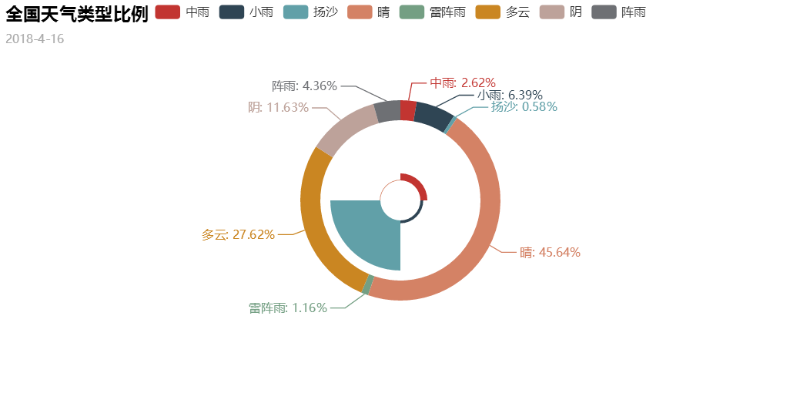 全国天气类型比例
中雨 小雨 扬沙 晴 雷阵雨 多云 阴 阵雨
2018-4-16
中雨: 2.62%
阵雨: 4.36%
小雨: 6.39%
阴: 11.63%
扬沙: 0.58%
多云: 27.62%
晴: 45.64%
雷阵雨: 1.16%